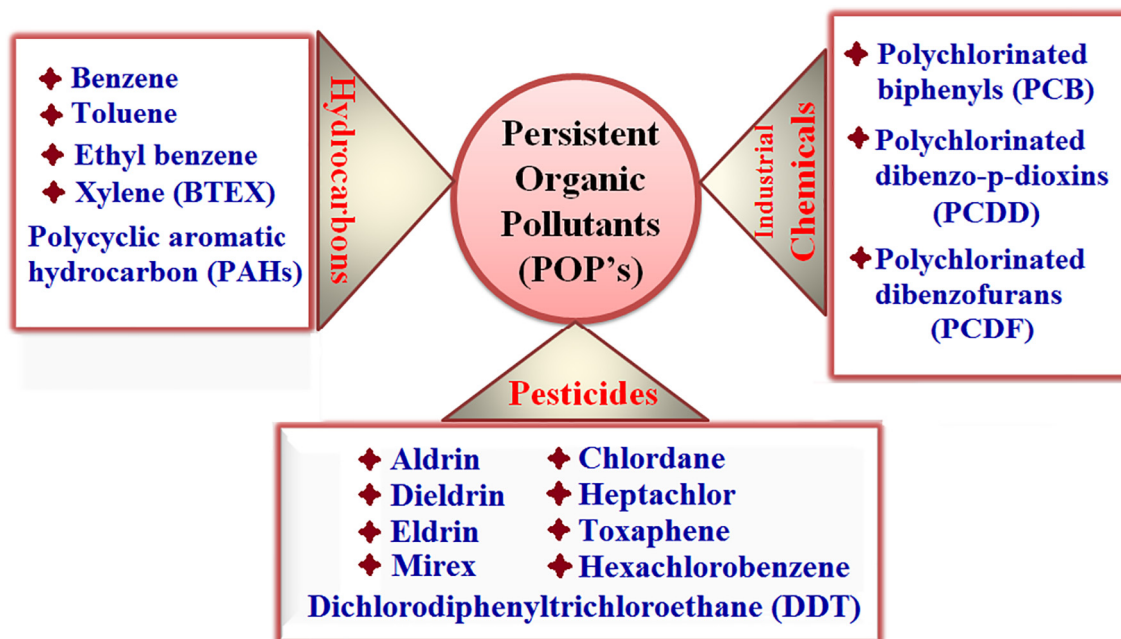 Benzene
Toluene
Ethyl benzene
Xylene (BTEX)
Polycyclic aromatic
hydrocarbon (PAHs)
Hydrocarbons
Persistent
Organic
Pollutants
(POP's)
Industrial
Chemicals
Polychlorinated
biphenyls (PCB)
Polychlorinated
dibenzo-p-dioxins
(PCDD)
Polychlorinated
dibenzofurans
(PCDF)
Pesticides
Aldrin
Dieldrin
Eldrin
Mirex
Chlordane
Heptachlor
Toxaphene
Hexachlorobenzene
Dichlorodiphenyltrichloroethane (DDT)